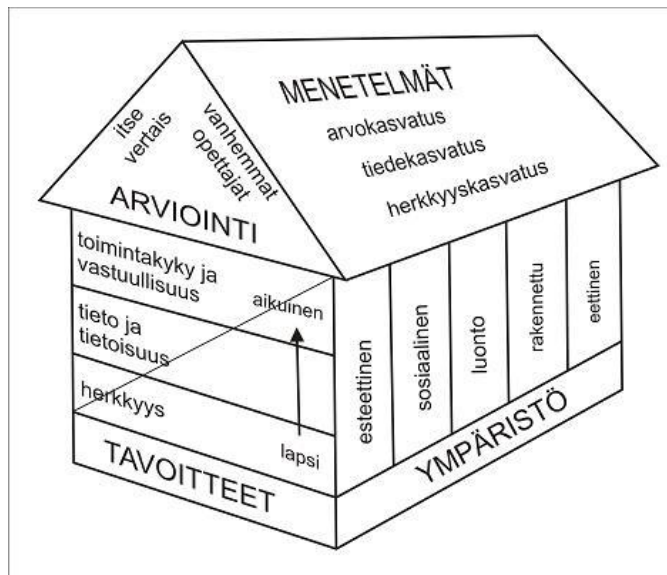 MENETELMÄT
arvokasvatus
tiedekasvatus
herkkyyskasvatus
itse
vertais
vanhemmat
opettajat
ARVIOINTI
toimintakyky ja
vastuullisuus
aikuinen
tieto ja
tietoisuus
herkkyys
lapsi
TAVOITTEET
esteettinen
sosiaalinen
luonto
rakennettu
eettinen
YMPÄRISTÖ